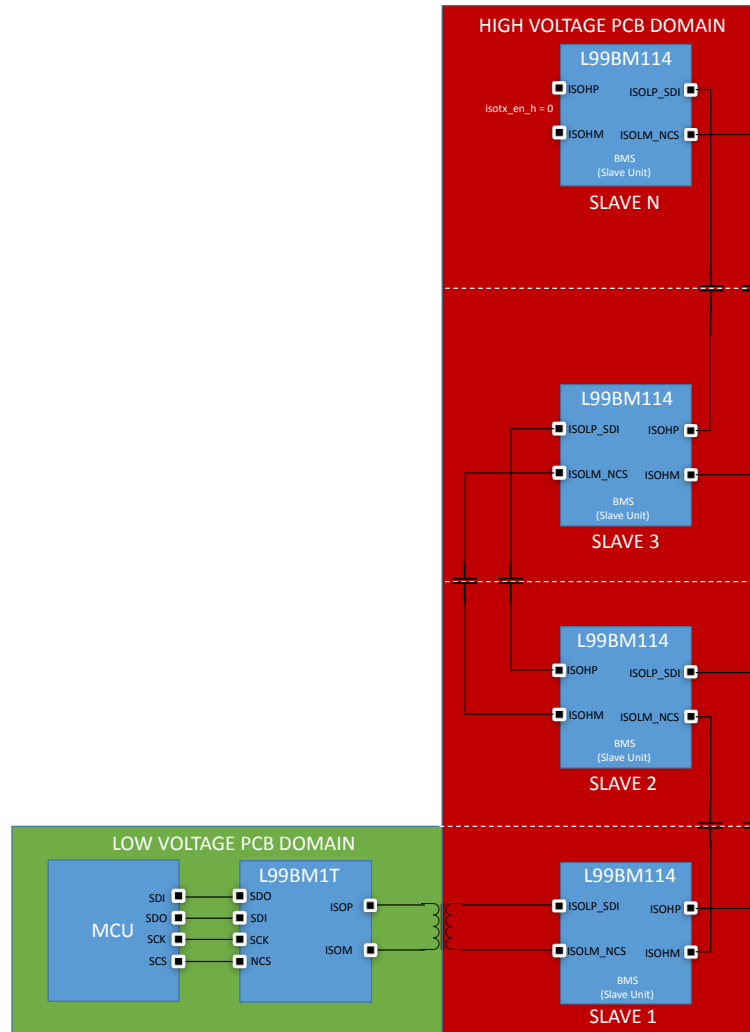 HIGH VOLTAGE PCB DOMAIN
L99BM114
ISOHP
ISOLP_SDI
isotx_en_h = 0
ISOHM
ISOLM_NCS
BMS
(Slave Unit)
SLAVE N
L99BM114
ISOLP_SDI
ISOHP
ISOLM_NCS
ISOHM
BMS
(Slave Unit)
SLAVE 3
L99BM114
ISOHP
ISOLP_SDI
ISOHM
ISOLM_NCS
BMS
(Slave Unit)
SLAVE 2
LOW VOLTAGE PCB DOMAIN
MCU
SDI
SDO
SCK
SCS
L99BM1T
SDO
SDI
SCK
NCS
ISOP
ISOM
L99BM114
ISOLP_SDI
ISOHP
ISOLM_NCS
ISOHM
BMS
(Slave Unit)
SLAVE 1